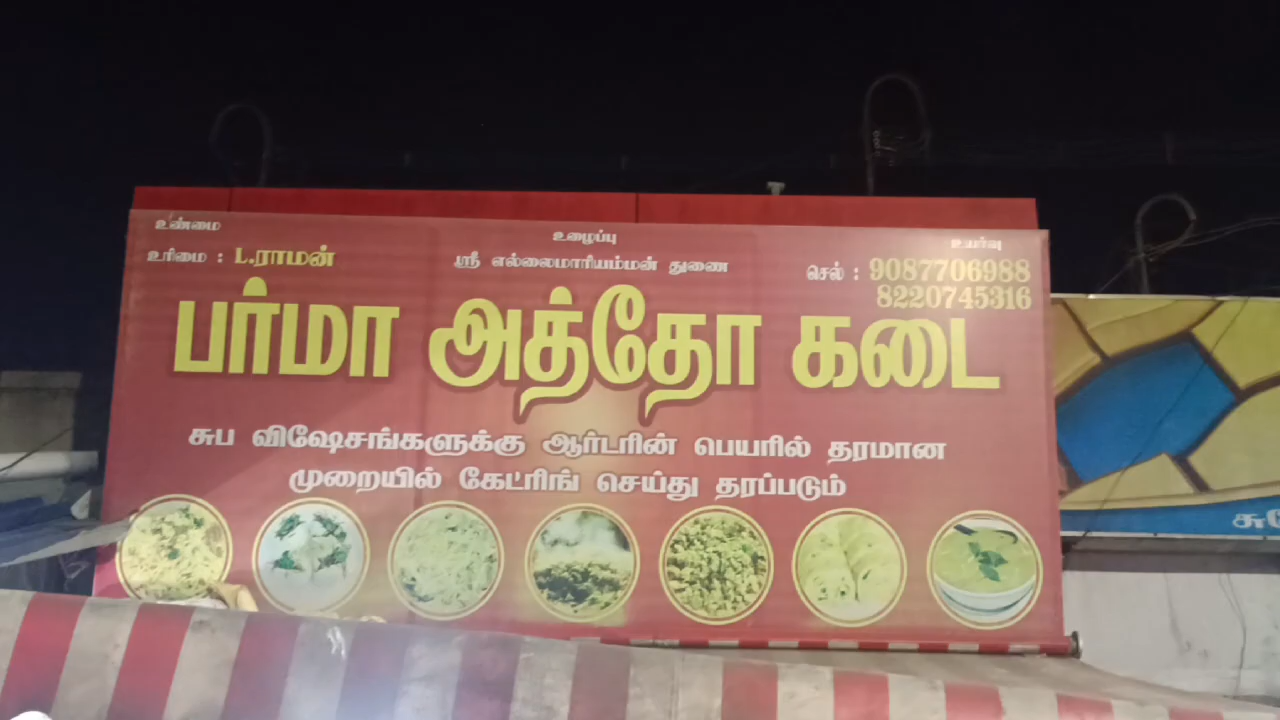 உண்மை உழைப்பு உயர்வு
உரிமை : L.ராமன் ஸ்ரீ எல்லைமாரியம்மன் துணை செல் : 9087706988
8220745316
பர்மா அத்தோ கடை
சுப விஷேசங்களுக்கு ஆர்டரின் பெயரில் தரமான
முறையில் கேட்ரிங் செய்து தரப்படும்